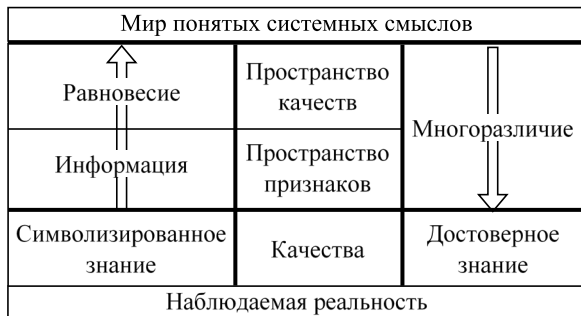 Мир понятых системных смыслов
Равновесие
Пространство
качеств
Многоразличие
Информация
Пространство
признаков
Символизированное
знание
Качества
Достоверное
знание
Наблюдаемая реальность